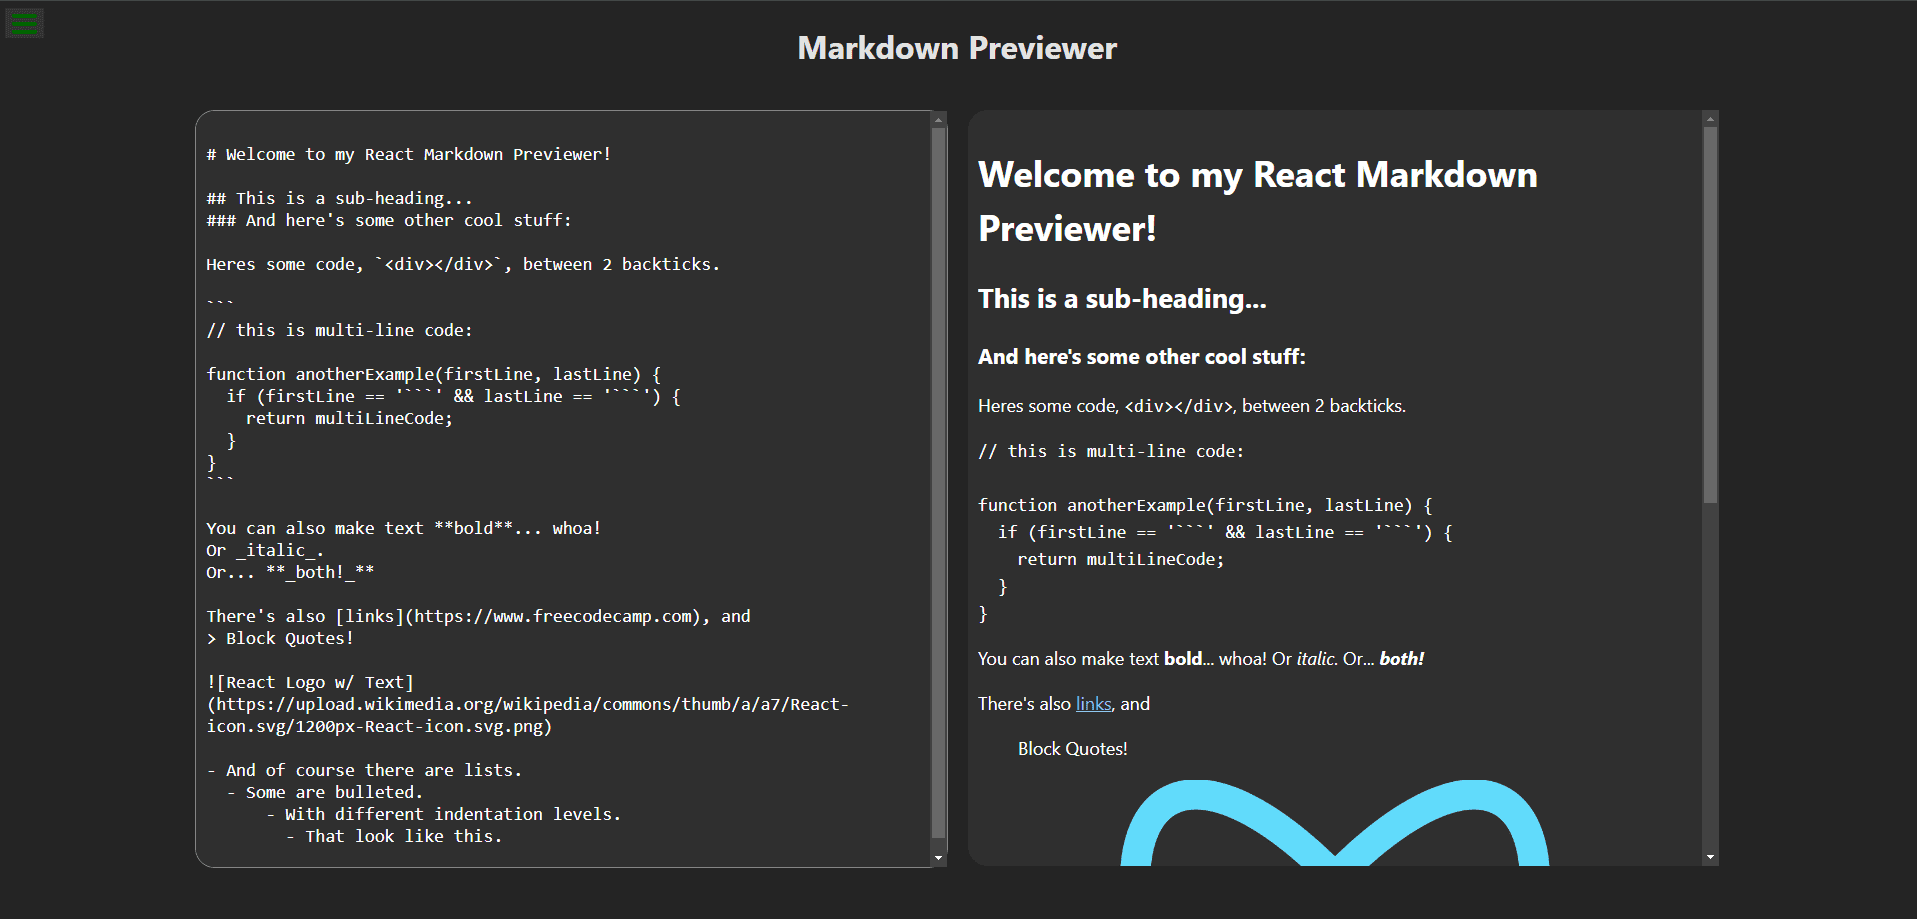 Markdown Previewer
# Welcome to my React Markdown Previewer!
## This is a sub-heading...
### And here's some other cool stuff:
Heres some code, `<div></div>`, between 2 backticks.
```
// this is multi-line code:
function anotherExample(firstLine, lastLine) {
  if (firstLine == '```' && lastLine == '```') {
    return multiLineCode;
  }
}
```
You can also make text **bold**... whoa!
Or _italic_.
Or... **_both!_**
There's also [links](https://www.freecodecamp.com), and
> Block Quotes!
![React Logo w/ Text]
(https://upload.wikimedia.org/wikipedia/commons/thumb/a/a7/React-
icon.svg/1200px-React-icon.svg.png)
- And of course there are lists.
  - Some are bulleted.
      - With different indentation levels.
        - That look like this.
Welcome to my React Markdown
Previewer!
This is a sub-heading...
And here's some other cool stuff:
Heres some code, <div></div>, between 2 backticks.
// this is multi-line code:
function anotherExample(firstLine, lastLine) {
  if (firstLine == '```' && lastLine == '```') {
    return multiLineCode;
  }
}
You can also make text bold... whoa! Or italic. Or... both!
There's also links, and
Block Quotes!